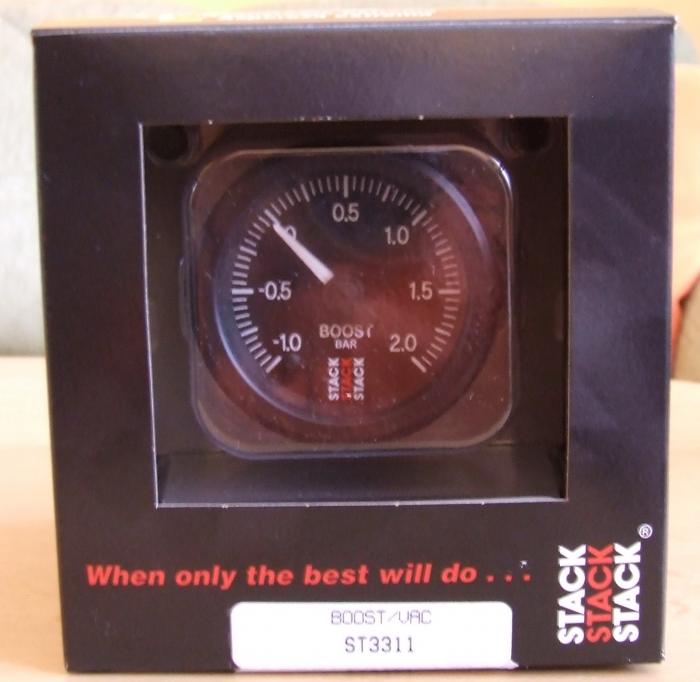 0.5
0
1.0
-0.5
1.5
-1.0
2.0
BOOST
BAR
STACK
STACK
STACK
When only the best will do . . .
STACK
STACK
STACK®
BOOST/VAC
ST3311